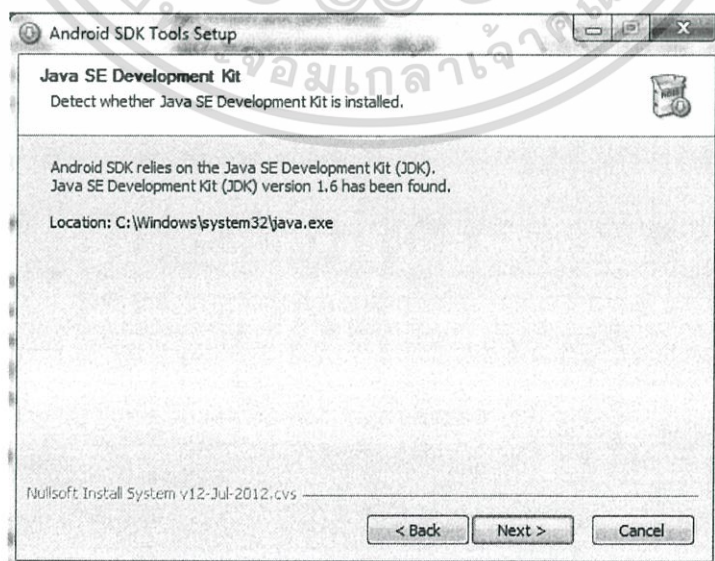 Android SDK Tools Setup
Java SE Development Kit
Detect whether Java SE Development Kit is installed.
Android SDK relies on the Java SE Development Kit (JDK).
Java SE Development Kit (JDK) version 1.6 has been found.
Location: C:\Windows\system32\java.exe
Nullsoft Install System v12-Jul-2012.cvs
< Back
Next >
Cancel